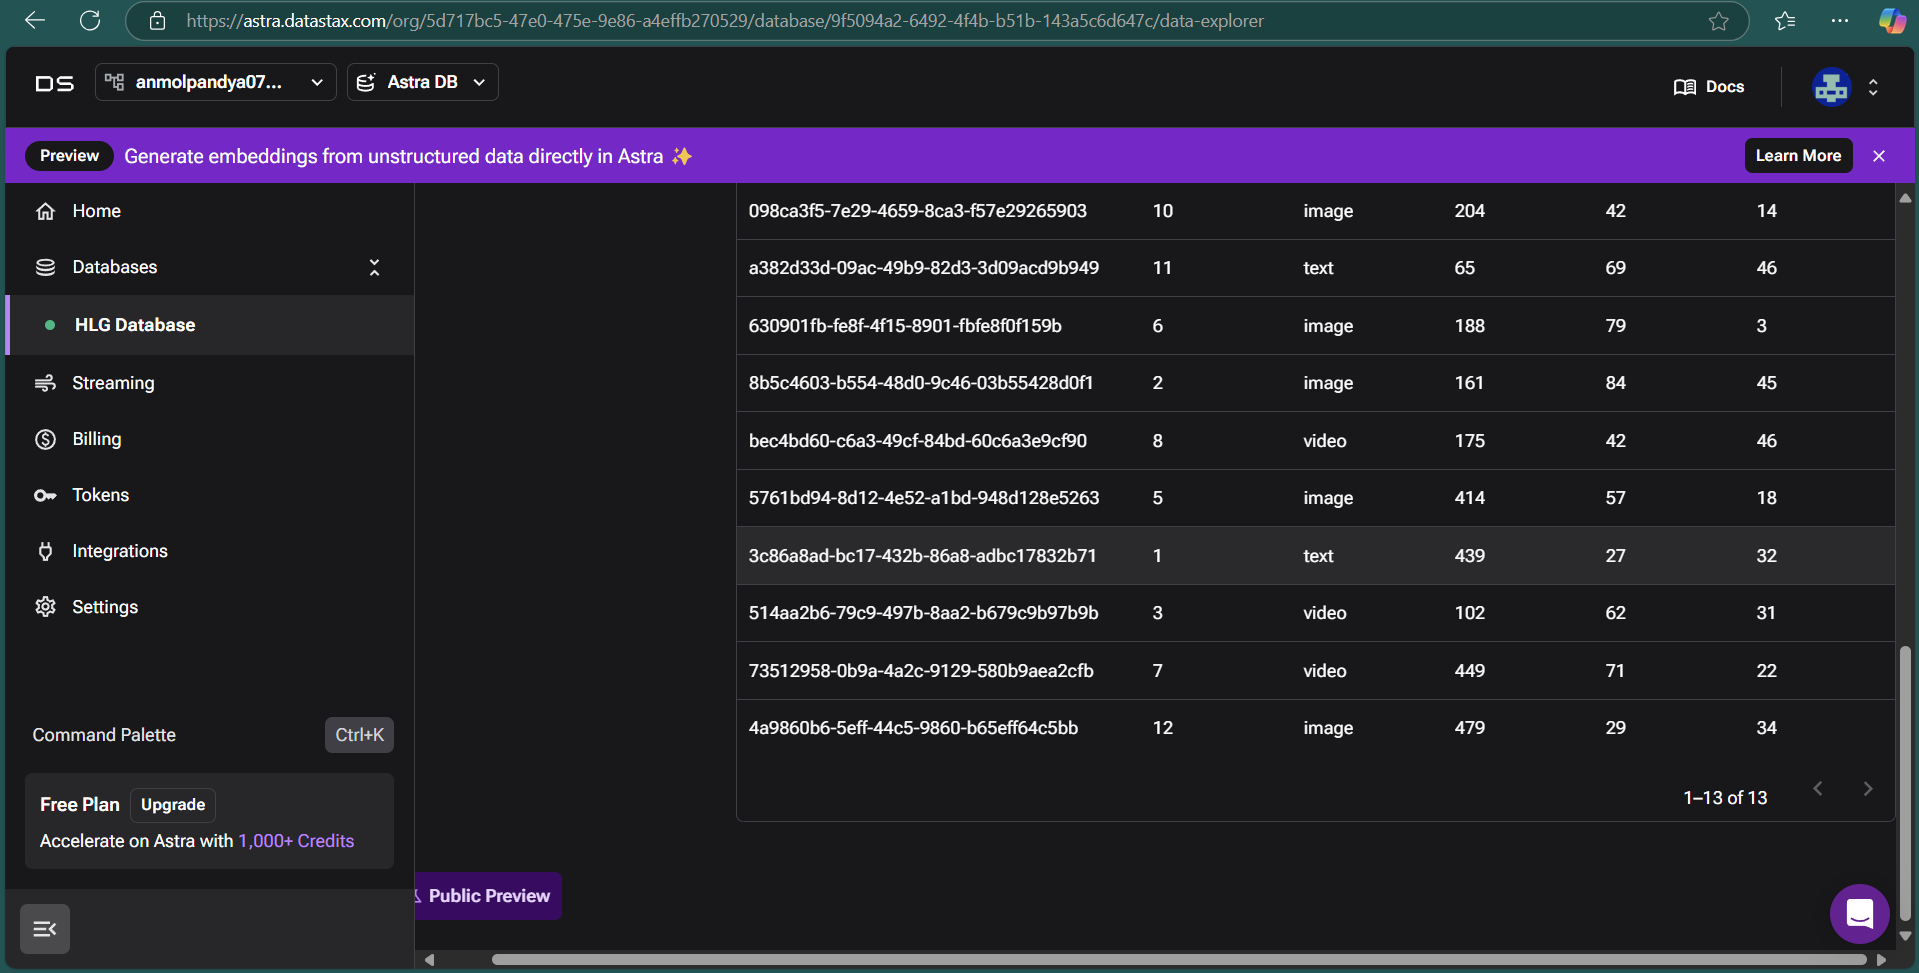 https://astra.datastax.com/org/5d717bc5-47e0-475e-9e86-a4effb270529/database/9f5094a2-6492-4f4b-b51b-143a5c6d647c/data-explorer
DS anmolpandya07... Astra DB Docs
Preview Generate embeddings from unstructured data directly in Astra ✨ Learn More
Home
Databases
HLG Database
Streaming
Billing
Tokens
Integrations
Settings
Command Palette Ctrl+K
Free Plan Upgrade
Accelerate on Astra with 1,000+ Credits
098ca3f5-7e29-4659-8ca3-f57e29265903 10 image 204 42 14
a382d33d-09ac-49b9-82d3-3d09acd9b949 11 text 65 69 46
630901fb-fe8f-4f15-8901-fbfe8f0f159b 6 image 188 79 3
8b5c4603-b554-48d0-9c46-03b55428d0f1 2 image 161 84 45
bec4bd60-c6a3-49cf-84bd-60c6a3e9cf90 8 video 175 42 46
5761bd94-8d12-4e52-a1bd-948d128e5263 5 image 414 57 18
3c86a8ad-bc17-432b-86a8-adbc17832b71 1 text 439 27 32
514aa2b6-79c9-497b-8aa2-b679c9b97b9b 3 video 102 62 31
73512958-0b9a-4a2c-9129-580b9aea2cfb 7 video 449 71 22
4a9860b6-5eff-44c5-9860-b65eff64c5bb 12 image 479 29 34
1–13 of 13
Public Preview